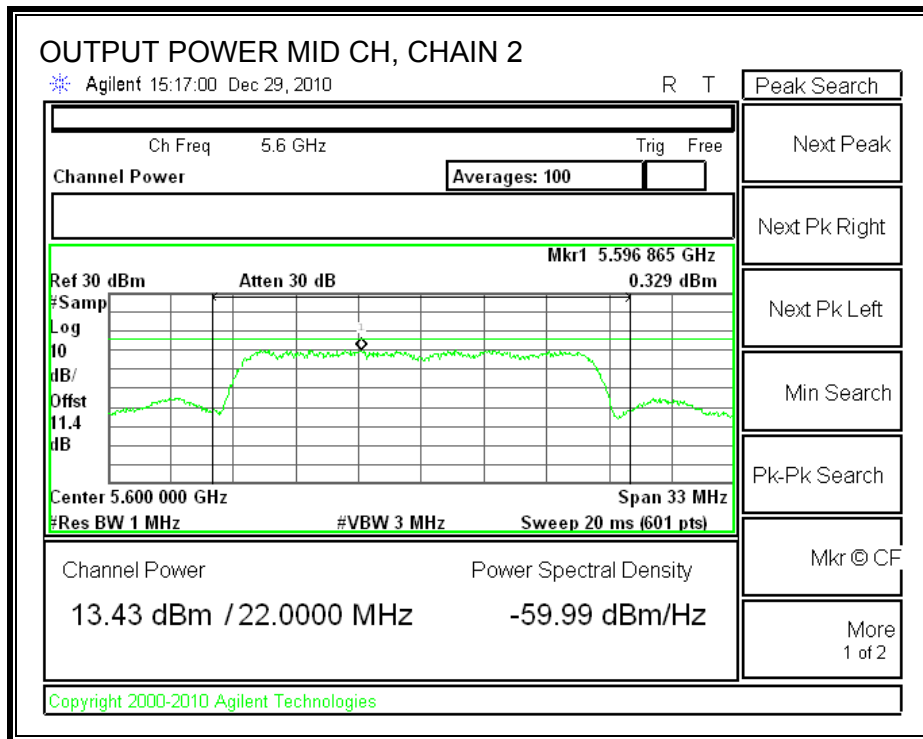 OUTPUT POWER MID CH, CHAIN 2
Agilent 15:17:00 Dec 29, 2010 R T
Peak Search
Ch Freq 5.6 GHz Trig Free
Channel Power Averages: 100
Mkr1 5.596 865 GHz
Ref 30 dBm Atten 30 dB 0.329 dBm
#Samp
Log
10
dB/
Offst
11.4
dB
1
Center 5.600 000 GHz Span 33 MHz
#Res BW 1 MHz #VBW 3 MHz Sweep 20 ms (601 pts)
Channel Power Power Spectral Density
13.43 dBm / 22.0000 MHz -59.99 dBm/Hz
Next Peak
Next Pk Right
Next Pk Left
Min Search
Pk-Pk Search
Mkr © CF
More
1 of 2
Copyright 2000-2010 Agilent Technologies